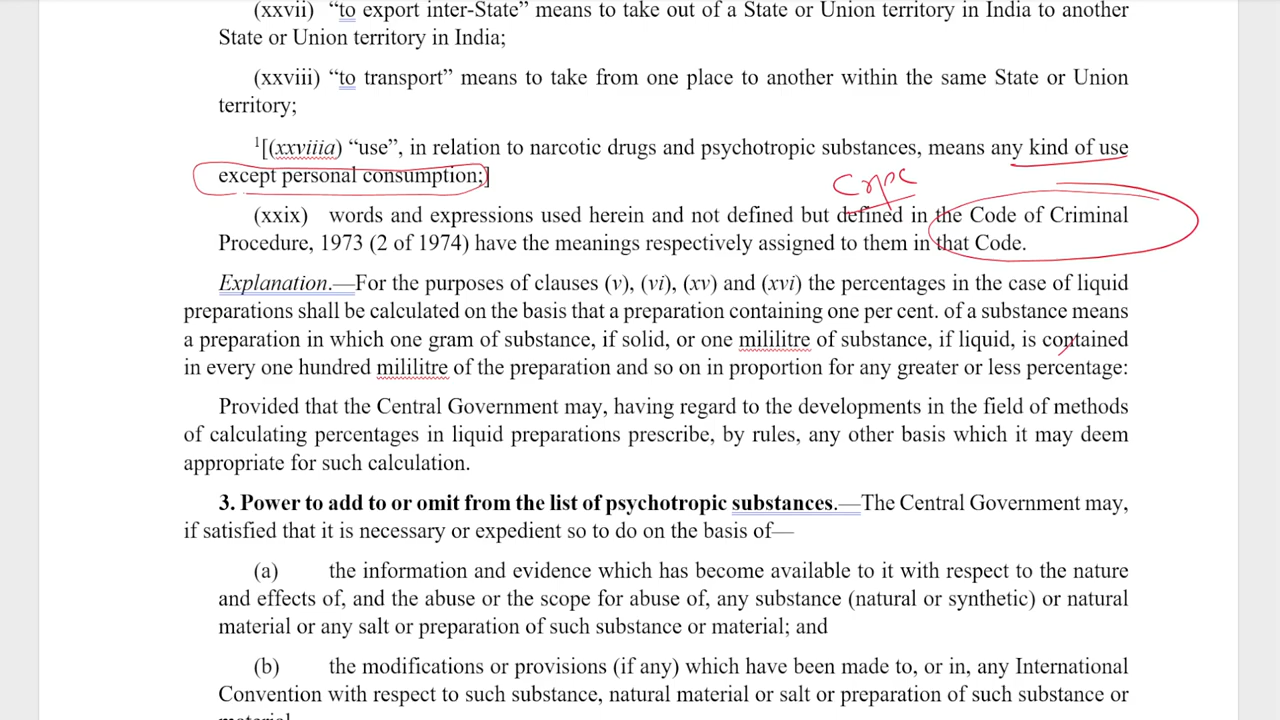 (xxvii) “to export inter-State” means to take out of a State or Union territory in India to another
State or Union territory in India;
(xxviii) “to transport” means to take from one place to another within the same State or Union
territory;
1[(xxviiia) “use”, in relation to narcotic drugs and psychotropic substances, means any kind of use
except personal consumption;]
Crpc
(xxix) words and expressions used herein and not defined but defined in the Code of Criminal
Procedure, 1973 (2 of 1974) have the meanings respectively assigned to them in that Code.
Explanation.—For the purposes of clauses (v), (vi), (xv) and (xvi) the percentages in the case of liquid
preparations shall be calculated on the basis that a preparation containing one per cent. of a substance means
a preparation in which one gram of substance, if solid, or one mililitre of substance, if liquid, is contained
in every one hundred mililitre of the preparation and so on in proportion for any greater or less percentage:
Provided that the Central Government may, having regard to the developments in the field of methods
of calculating percentages in liquid preparations prescribe, by rules, any other basis which it may deem
appropriate for such calculation.
3. Power to add to or omit from the list of psychotropic substances.—The Central Government may,
if satisfied that it is necessary or expedient so to do on the basis of—
(a) the information and evidence which has become available to it with respect to the nature
and effects of, and the abuse or the scope for abuse of, any substance (natural or synthetic) or natural
material or any salt or preparation of such substance or material; and
(b) the modifications or provisions (if any) which have been made to, or in, any International
Convention with respect to such substance, natural material or salt or preparation of such substance or
material